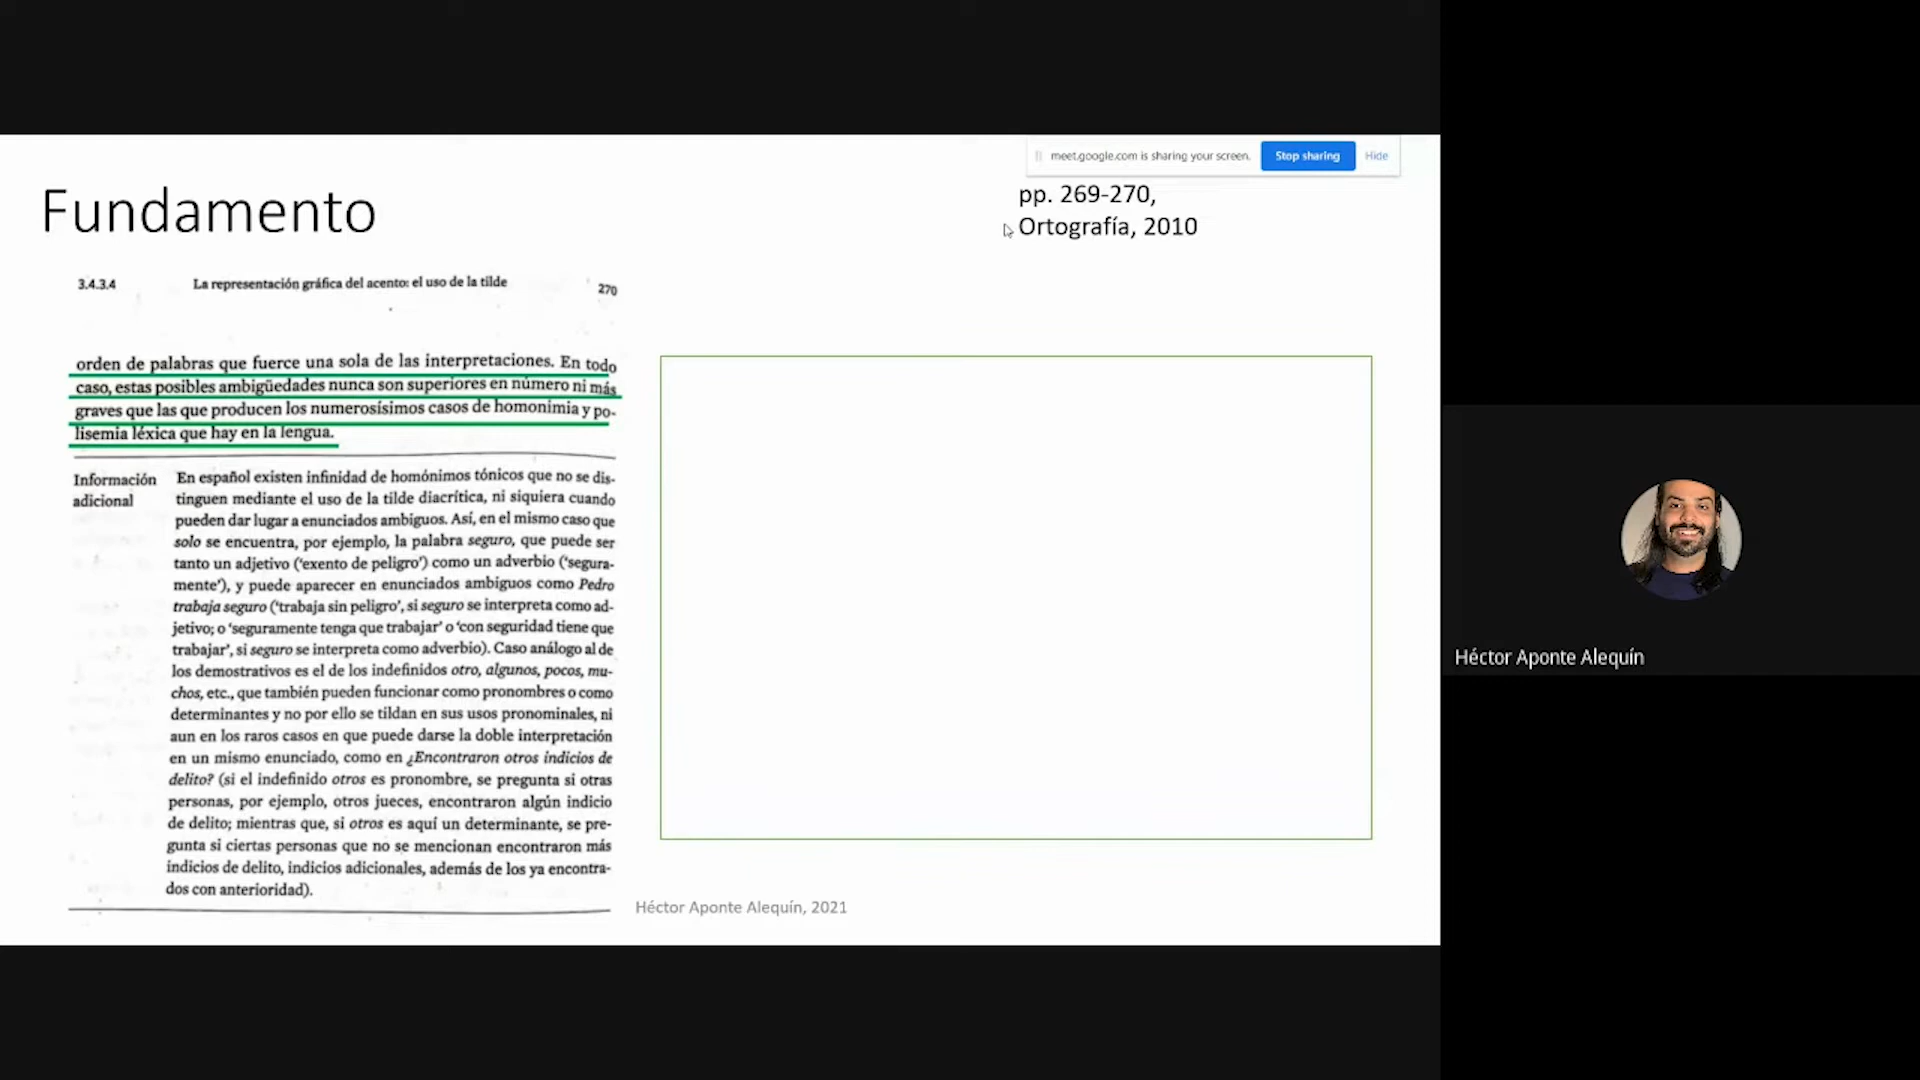 meet.google.com is sharing your screen.
Stop sharing
Hide
Fundamento
pp. 269-270,
Ortografía, 2010
3.4.3.4
La representación gráfica del acento: el uso de la tilde
270
orden de palabras que fuerce una sola de las interpretaciones. En todo
caso, estas posibles ambigüedades nunca son superiores en número ni más
graves que las que producen los numerosísimos casos de homonimia y po-
lisemia léxica que hay en la lengua.
Información
adicional
En español existen infinidad de homónimos tónicos que no se dis-
tinguen mediante el uso de la tilde diacrítica, ni siquiera cuando
pueden dar lugar a enunciados ambiguos. Así, en el mismo caso que
solo se encuentra, por ejemplo, la palabra seguro, que puede ser
tanto un adjetivo (‘exento de peligro’) como un adverbio (‘segura-
mente’), y puede aparecer en enunciados ambiguos como Pedro
trabaja seguro (‘trabaja sin peligro’, si seguro se interpreta como ad-
jetivo; o ‘seguramente tenga que trabajar’ o ‘con seguridad tiene que
trabajar’, si seguro se interpreta como adverbio). Caso análogo al de
los demostrativos es el de los indefinidos otro, algunos, pocos, mu-
chos, etc., que también pueden funcionar como pronombres o como
determinantes y no por ello se tildan en sus usos pronominales, ni
aun en los raros casos en que puede darse la doble interpretación
en un mismo enunciado, como en ¿Encontraron otros indicios de
delito? (si el indefinido otros es pronombre, se pregunta si otras
personas, por ejemplo, otros jueces, encontraron algún indicio
de delito; mientras que, si otros es aquí un determinante, se pre-
gunta si ciertas personas que no se mencionan encontraron más
indicios de delito, indicios adicionales, además de los ya encontra-
dos con anterioridad).
Héctor Aponte Alequín, 2021
Héctor Aponte Alequín